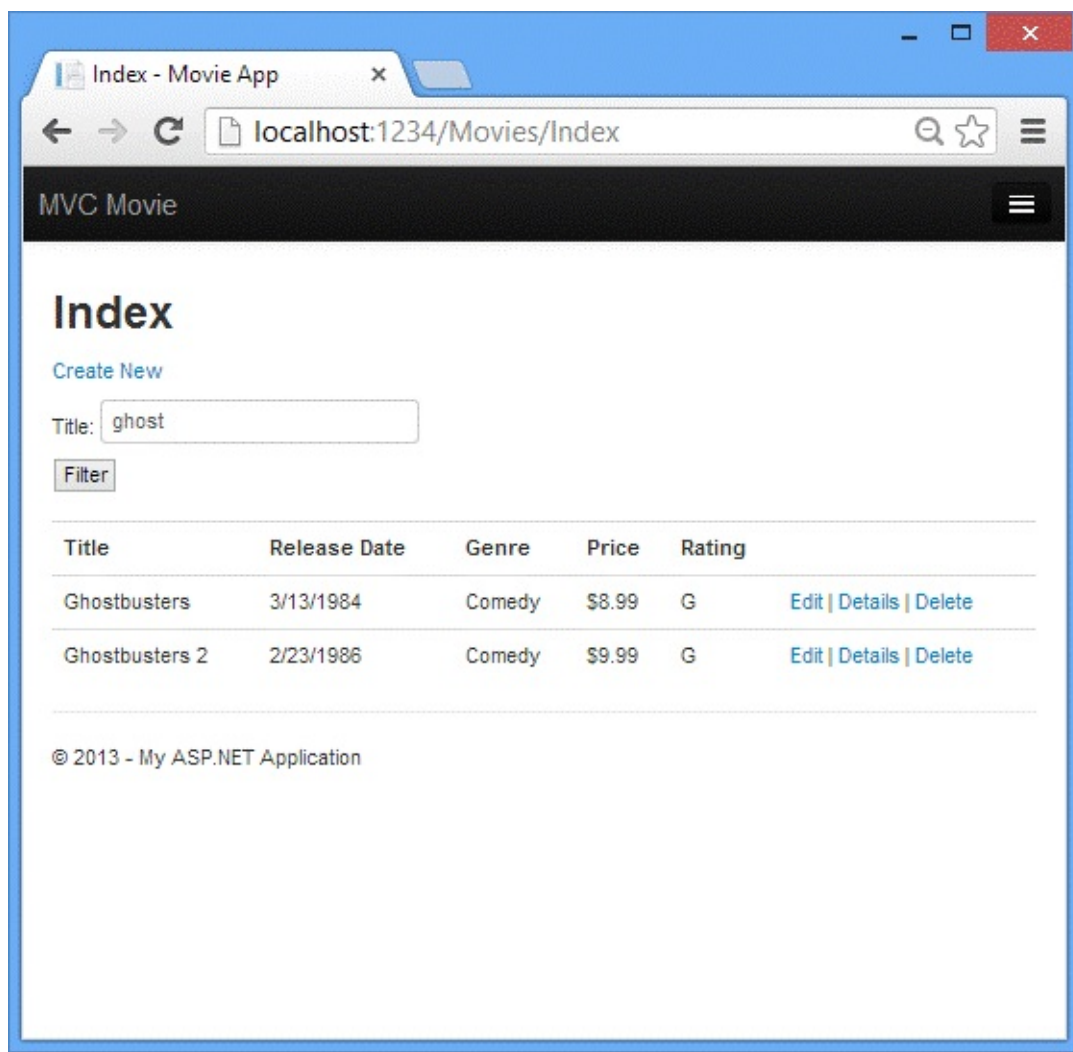 Index - Movie App
localhost:1234/Movies/Index
MVC Movie
Index
Create New
Title: ghost
Filter
Title Release Date Genre Price Rating
Ghostbusters 3/13/1984 Comedy $8.99 G Edit | Details | Delete
Ghostbusters 2 2/23/1986 Comedy $9.99 G Edit | Details | Delete
© 2013 - My ASP.NET Application